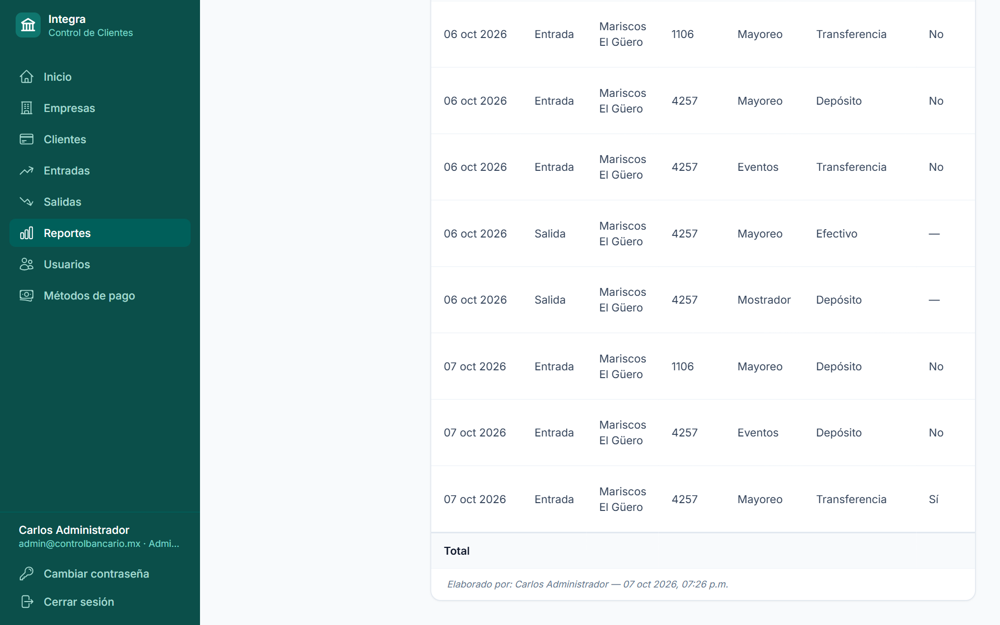 Integra
Control de Clientes
Inicio
Empresas
Clientes
Entradas
Salidas
Reportes
Usuarios
Métodos de pago
Carlos Administrador
admin@controlbancario.mx · Admi...
Cambiar contraseña
Cerrar sesión
06 oct 2026 Entrada Mariscos El Güero 1106 Mayoreo Transferencia No
06 oct 2026 Entrada Mariscos El Güero 4257 Mayoreo Depósito No
06 oct 2026 Entrada Mariscos El Güero 4257 Eventos Transferencia No
06 oct 2026 Salida Mariscos El Güero 4257 Mayoreo Efectivo —
06 oct 2026 Salida Mariscos El Güero 4257 Mostrador Depósito —
07 oct 2026 Entrada Mariscos El Güero 1106 Mayoreo Depósito No
07 oct 2026 Entrada Mariscos El Güero 4257 Eventos Depósito No
07 oct 2026 Entrada Mariscos El Güero 4257 Mayoreo Transferencia Sí
Total
Elaborado por: Carlos Administrador — 07 oct 2026, 07:26 p.m.